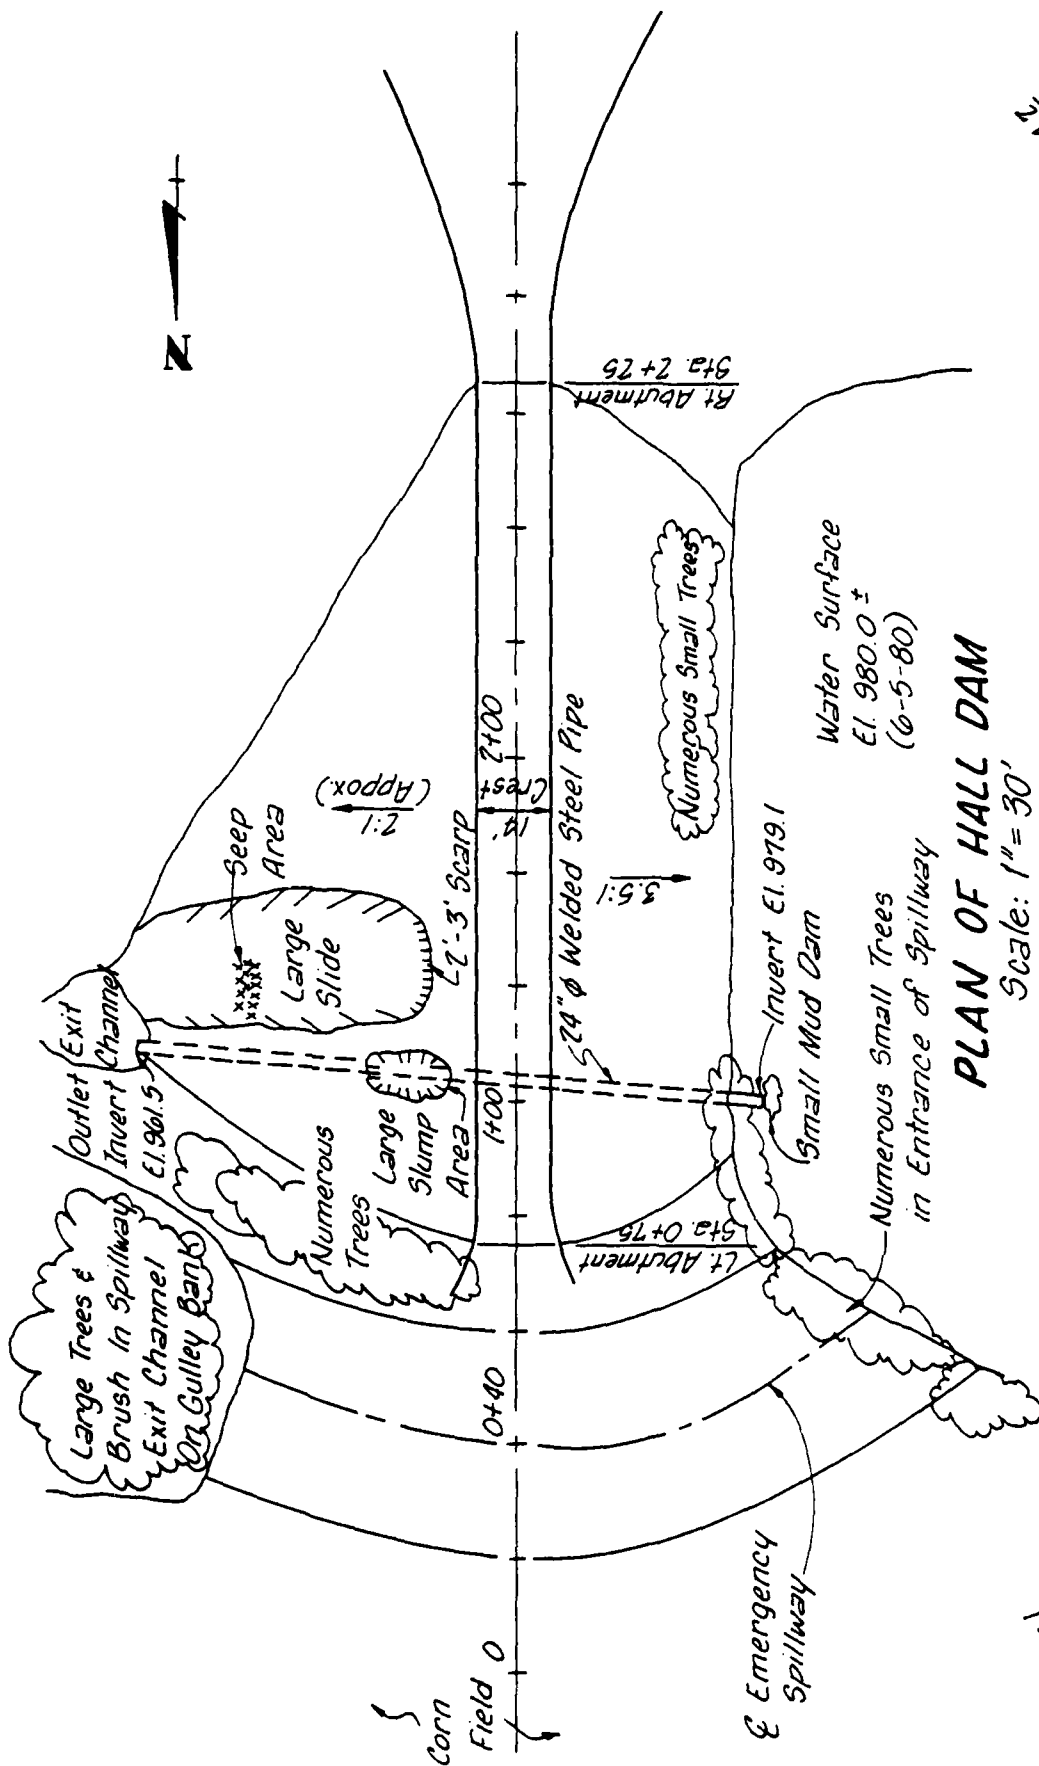 N
Large Trees &
Brush In Spillway
Exit Channel
On Gulley Bank
Outlet
Invert
El. 961.5
Exit
Channel
Seep
Area
Large
Slide
2:1
(Appox.)
Numerous
Trees
Large
Slump
Area
2'-3' Scarp
Corn
Field
0
0+40
1+00
2+00
14'
Crest
24" φ Welded Steel Pipe
Lt. Abutment
Sta. 0+75
Rt. Abutment
Sta. 2+25
3.5:1
Numerous Small Trees
Invert El. 979.1
Small Mud Dam
Water Surface
El. 980.0 ±
(6-5-80)
℄ Emergency
Spillway
Numerous Small Trees
in Entrance of Spillway
PLAN OF HALL DAM
Scale: 1" = 30'